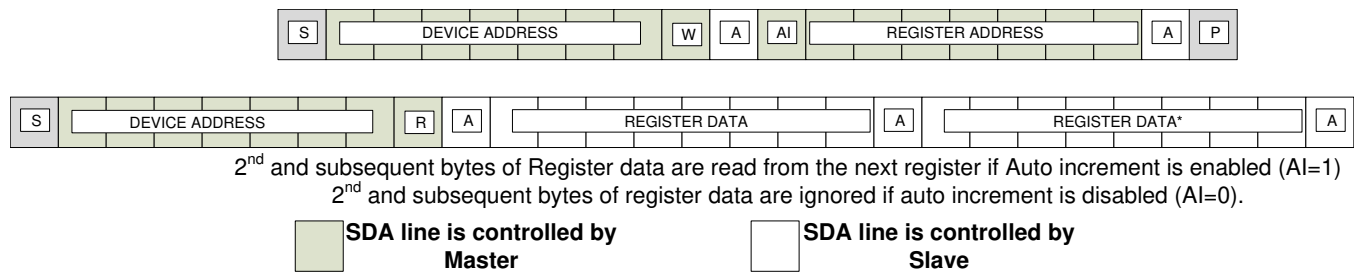 S DEVICE ADDRESS W A AI REGISTER ADDRESS A P
S DEVICE ADDRESS R A REGISTER DATA A REGISTER DATA* A
2nd and subsequent bytes of Register data are read from the next register if Auto increment is enabled (AI=1)
2nd and subsequent bytes of register data are ignored if auto increment is disabled (AI=0).
SDA line is controlled by Master
SDA line is controlled by Slave